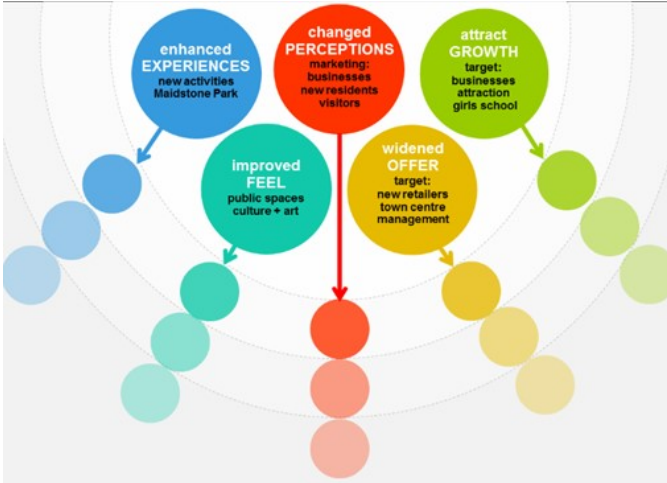 enhanced
EXPERIENCES
new activities
Maidstone Park
changed
PERCEPTIONS
marketing:
businesses
new residents
visitors
attract
GROWTH
target:
businesses
attraction
girls school
improved
FEEL
public spaces
culture + art
widened
OFFER
target:
new retailers
town centre
management